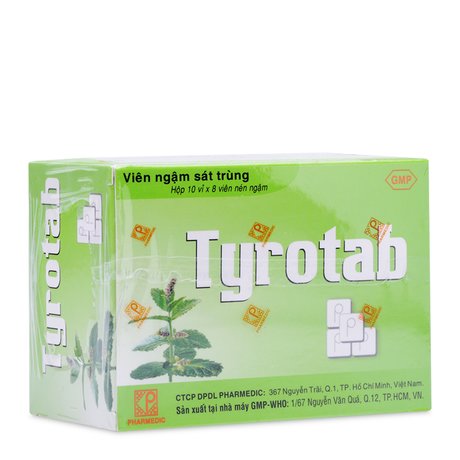 Viên ngậm sát trùng
Hộp 10 vỉ x 8 viên nén ngậm
GMP
Tyrotab
Tyrotab
PHARMEDIC
CTCP DPDL PHARMEDIC: 367 Nguyễn Trãi, Q.1, TP. Hồ Chí Minh, Việt Nam.
Sản xuất tại nhà máy GMP-WHO: 1/67 Nguyễn Văn Quá, Q.12, TP.HCM, VN.